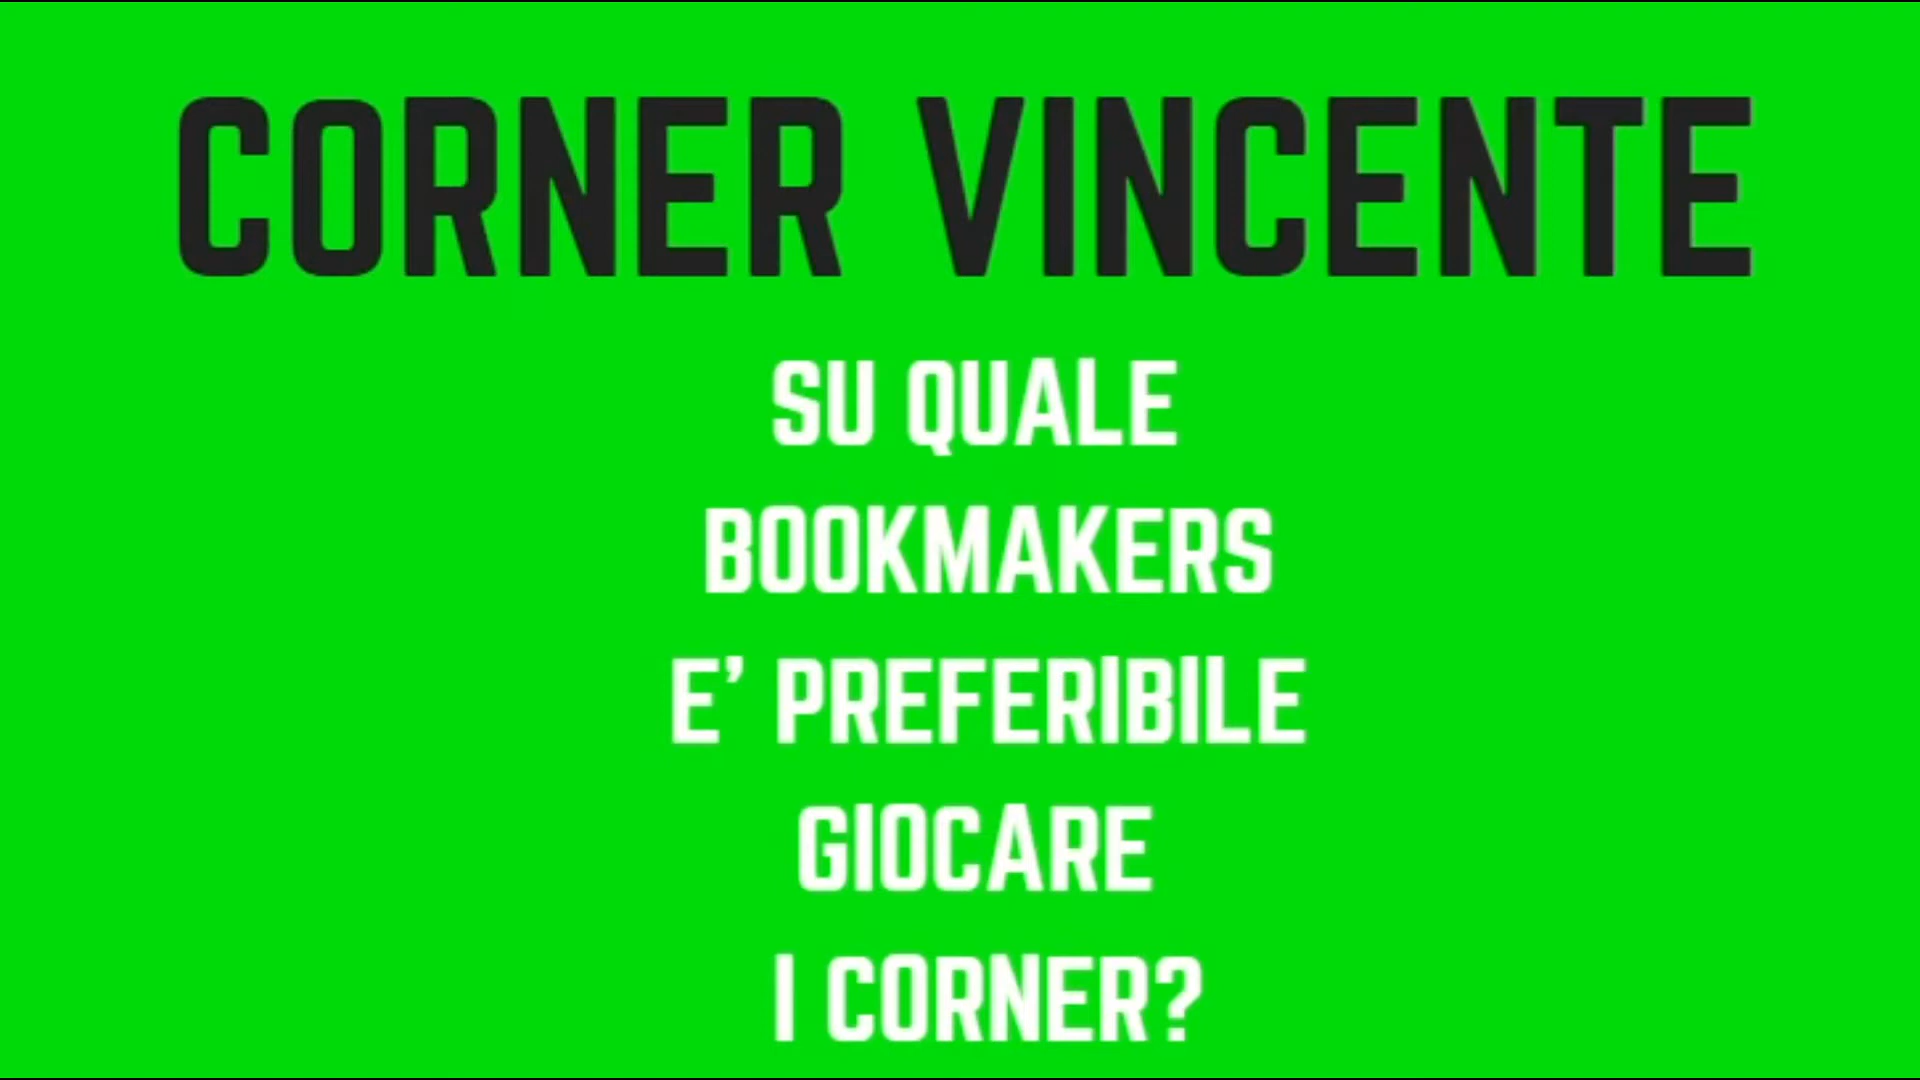 CORNER VINCENTE
SU QUALE
BOOKMAKERS
E’ PREFERIBILE
GIOCARE
I CORNER?